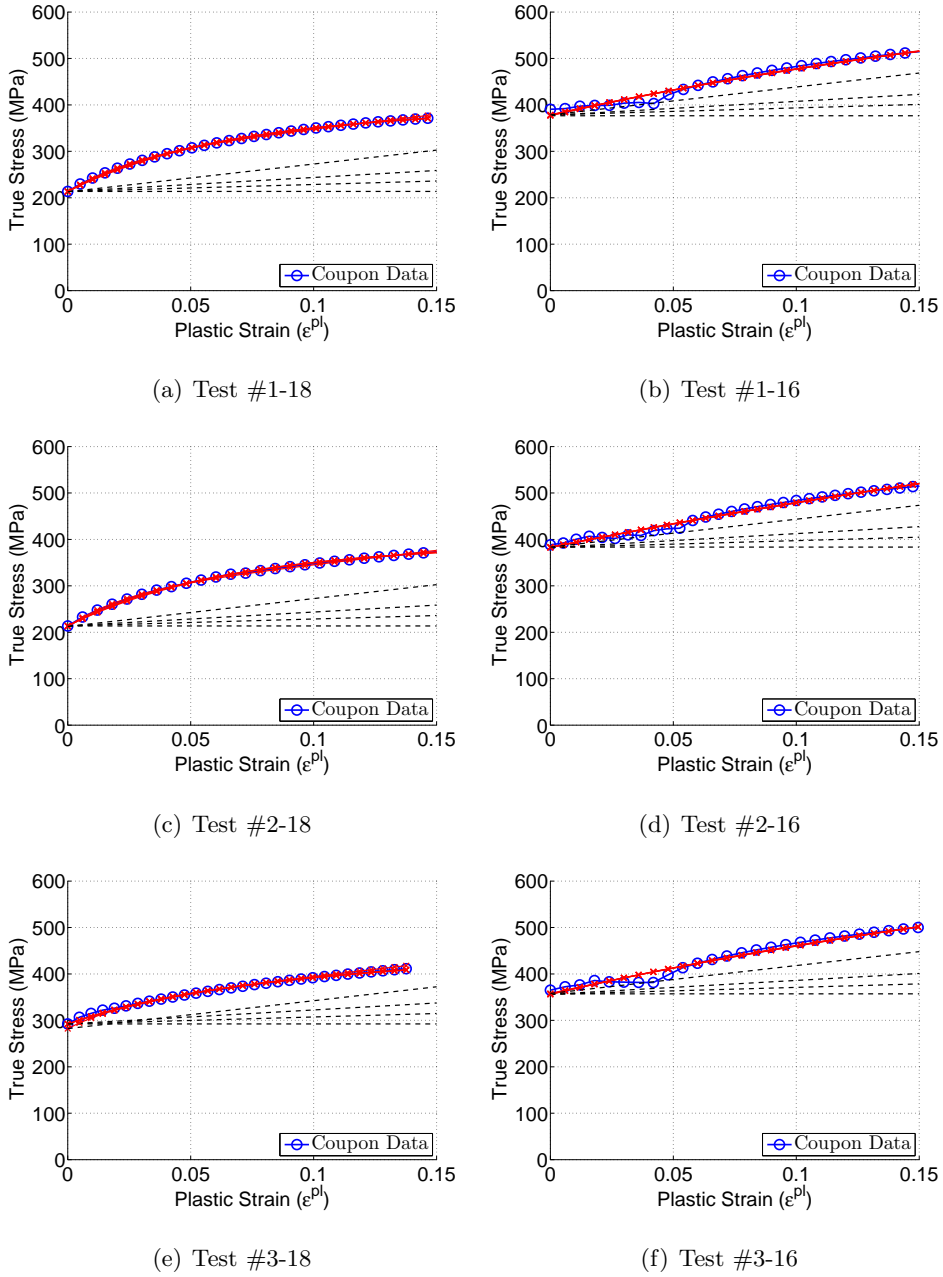 600
500
400
300
200
100
0
True Stress (MPa)
0 0.05 0.1 0.15
Plastic Strain (ε^pl)
Coupon Data
(a) Test #1-18
600
500
400
300
200
100
0
True Stress (MPa)
0 0.05 0.1 0.15
Plastic Strain (ε^pl)
Coupon Data
(b) Test #1-16
600
500
400
300
200
100
0
True Stress (MPa)
0 0.05 0.1 0.15
Plastic Strain (ε^pl)
Coupon Data
(c) Test #2-18
600
500
400
300
200
100
0
True Stress (MPa)
0 0.05 0.1 0.15
Plastic Strain (ε^pl)
Coupon Data
(d) Test #2-16
600
500
400
300
200
100
0
True Stress (MPa)
0 0.05 0.1 0.15
Plastic Strain (ε^pl)
Coupon Data
(e) Test #3-18
600
500
400
300
200
100
0
True Stress (MPa)
0 0.05 0.1 0.15
Plastic Strain (ε^pl)
Coupon Data
(f) Test #3-16